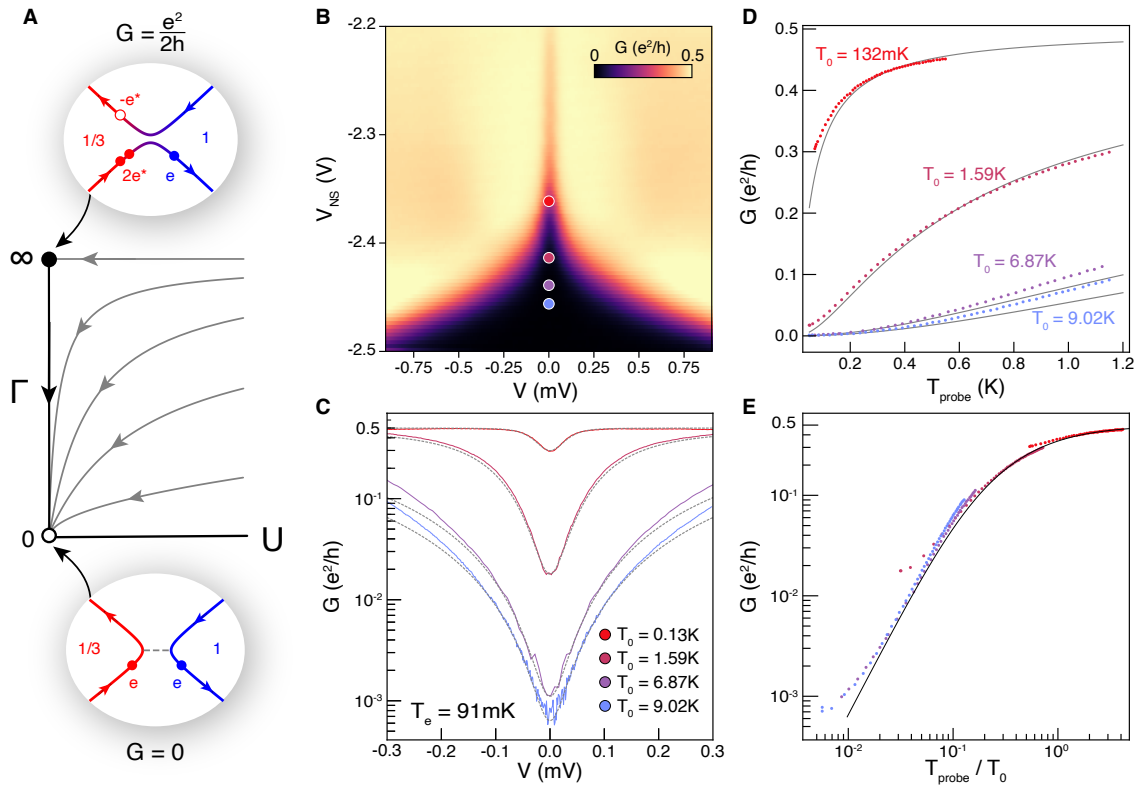 A
G = e²/2h
-e*
1/3
1
2e*
e
∞
Γ
0
U
1/3
1
e
e
G = 0
B
-2.2
-2.3
-2.4
-2.5
V_NS (V)
G (e²/h)
0
0.5
-0.75
-0.50
-0.25
0.0
0.25
0.50
0.75
V (mV)
C
0.5
10⁻¹
10⁻²
10⁻³
G (e²/h)
T₀ = 0.13K
T₀ = 1.59K
T₀ = 6.87K
T₀ = 9.02K
T_e = 91mK
-0.3
-0.2
-0.1
0.0
0.1
0.2
0.3
V (mV)
D
0.5
0.4
0.3
0.2
0.1
0.0
G (e²/h)
T₀ = 132mK
T₀ = 1.59K
T₀ = 6.87K
T₀ = 9.02K
0.2
0.4
0.6
0.8
1.0
1.2
T_probe (K)
E
0.5
10⁻¹
10⁻²
10⁻³
G (e²/h)
10⁻²
10⁻¹
10⁰
T_probe / T₀